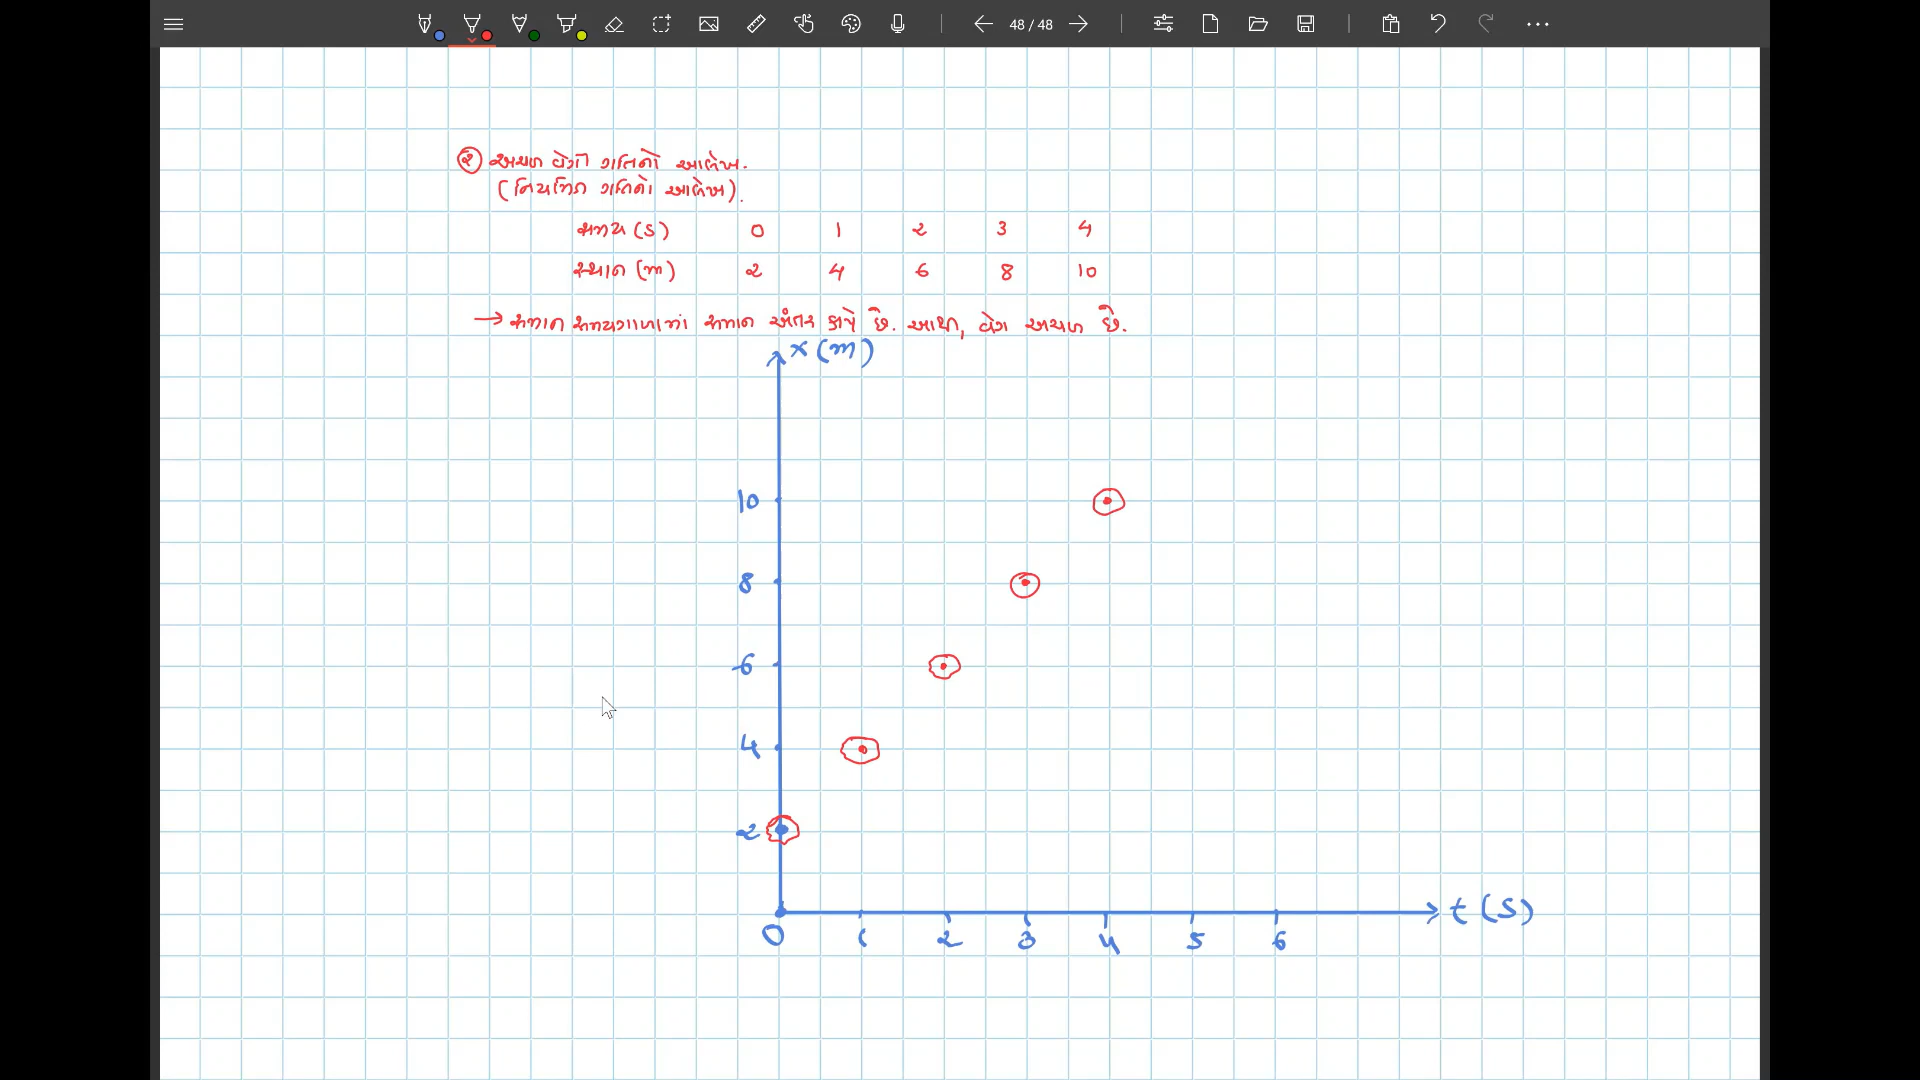 48 / 48
② અચળ વેગી ગતિનો આલેખ.
(નિયમિત ગતિનો આલેખ).
સમય (s) 0 1 2 3 4
સ્થાન (m) 2 4 6 8 10
→ સમાન સમયગાળામાં સમાન અંતર કાપે છે. આથી, વેગ અચળ છે.
x (m)
10
8
6
4
2
t (s)
0 1 2 3 4 5 6